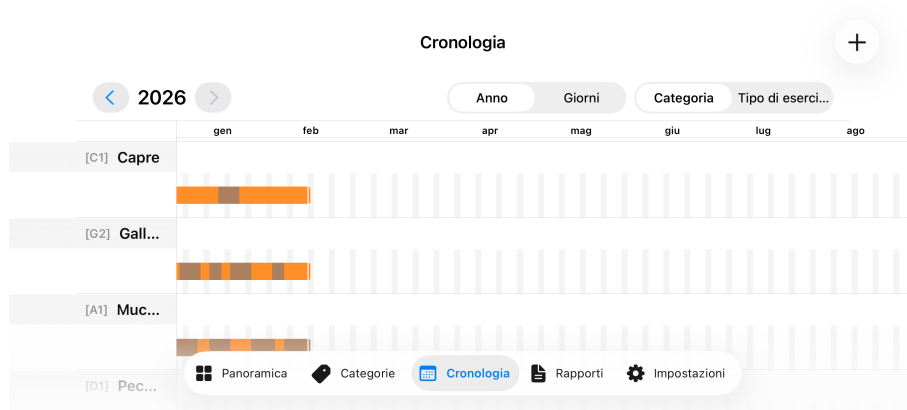 Cronologia
2026
Anno Giorni Categoria Tipo di eserci...
gen feb mar apr mag giu lug ago
[C1] Capre
[G2] Gall...
[A1] Muc...
[D1] Pec...
Panoramica Categorie Cronologia Rapporti Impostazioni